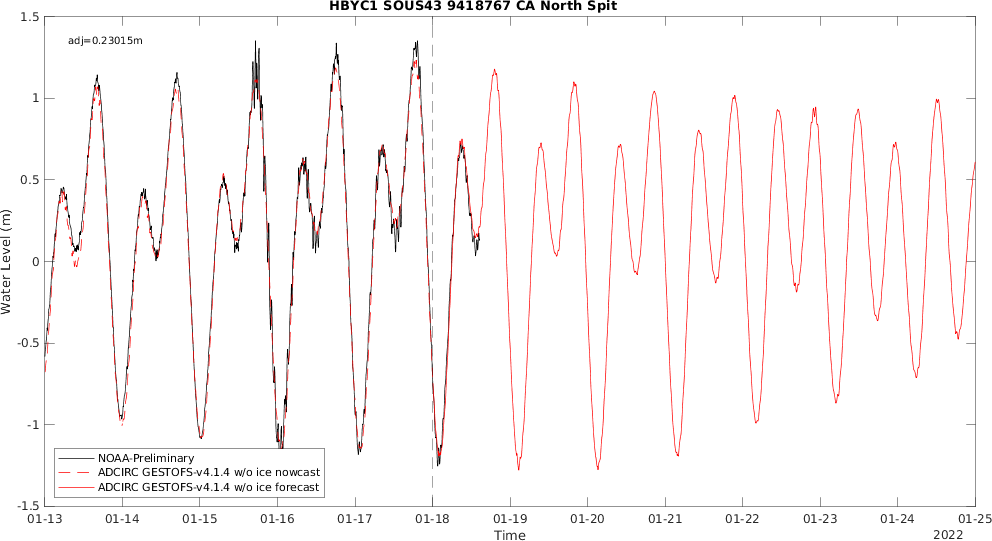 HBYC1 SOUS43 9418767 CA North Spit
adj=0.23015m
1.5
1
0.5
0
-0.5
-1
-1.5
Water Level (m)
NOAA-Preliminary
ADCIRC GESTOFS-v4.1.4 w/o ice nowcast
ADCIRC GESTOFS-v4.1.4 w/o ice forecast
01-13 01-14 01-15 01-16 01-17 01-18 01-19 01-20 01-21 01-22 01-23 01-24 01-25
Time
2022